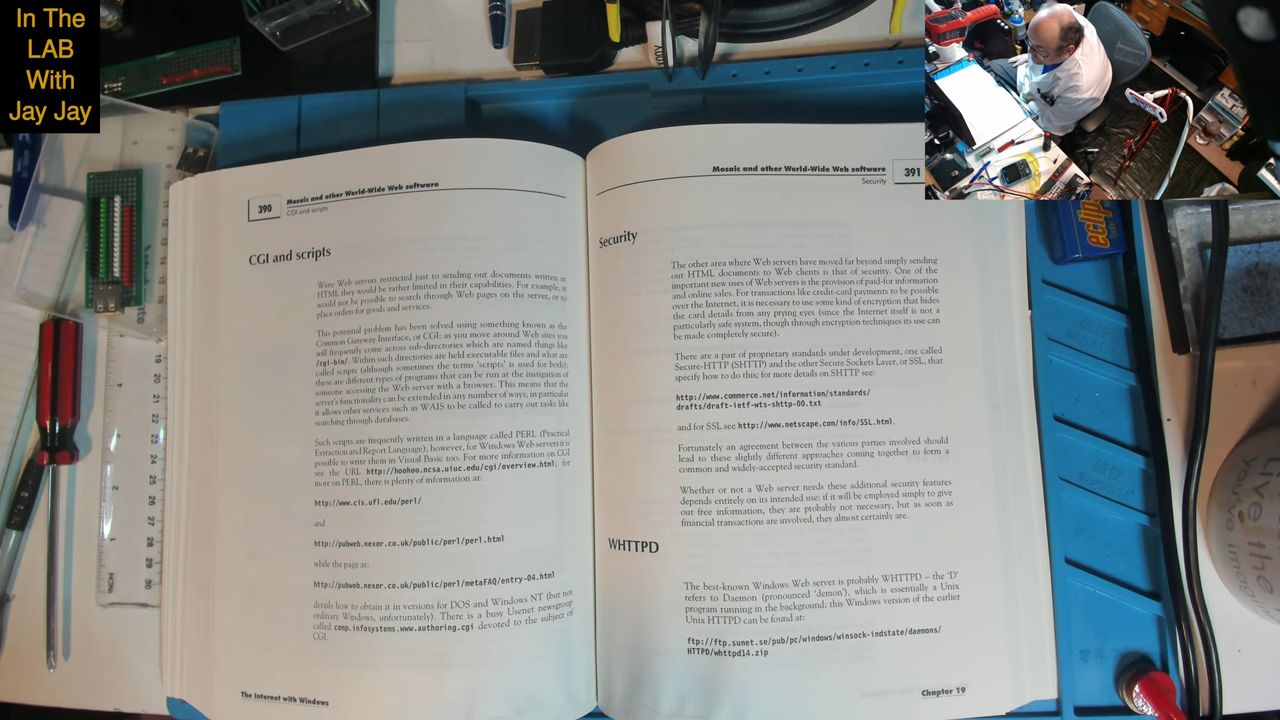 In The
LAB
With
Jay Jay
390
Mosaic and other World-Wide Web software
CGI and scripts
CGI and scripts
Were Web servers restricted just to sending out documents written in
HTML they would be rather limited in their capabilities. For example, it
would not be possible to search through Web pages on the server, or to
place orders for goods and services.
This potential problem has been solved using something known as the
Common Gateway Interface, or CGI: as you move around Web sites you
will frequently come across sub-directories which are named things like
/cgi-bin/. Within such directories are held executable files and what are
called scripts (although sometimes the terms 'scripts' is used for both);
these are different types of programs that can be run at the instigation of
someone accessing the Web server with a browser. This means that the
server's functionality can be extended in any number of ways; in particular
it allows other services such as WAIS to be called to carry out tasks like
searching through databases.
Such scripts are frequently written in a language called PERL (Practical
Extraction and Report Language); however, for Windows Web servers it is
possible to write them in Visual Basic too. For more information on CGI
see the URL http://hoohoo.ncsa.uiuc.edu/cgi/overview.html; for
more on PERL, there is plenty of information at:
http://www.cis.ufl.edu/perl/
and
http://pubweb.nexor.co.uk/public/perl/perl.html
while the page at:
http://pubweb.nexor.co.uk/public/perl/metaFAQ/entry-04.html
details how to obtain it in versions for DOS and Windows NT (but not
ordinary Windows, unfortunately). There is a busy Usenet newsgroup
called comp.infosystems.www.authoring.cgi devoted to the subject of
CGI.
The Internet with Windows
Mosaic and other World-Wide Web software
391
Security
Security
The other area where Web servers have moved far beyond simply sending
out HTML documents to Web clients is that of security. One of the
important new uses of Web servers is the provision of paid-for information
and online sales. For transactions like credit-card payments to be possible
over the Internet, it is necessary to use some kind of encryption that hides
the card details from any prying eyes (since the Internet itself is not a
particularly safe system, though through encryption techniques its use can
be made completely secure).
There are a pair of proprietary standards under development, one called
Secure-HTTP (SHTTP) and the other Secure Sockets Layer, or SSL, that
specify how to do this; for more details on SHTTP see:
http://www.commerce.net/information/standards/
drafts/draft-ietf-wts-shttp-00.txt
and for SSL see http://www.netscape.com/info/SSL.html.
Fortunately an agreement between the various parties involved should
lead to these slightly different approaches coming together to form a
common and widely-accepted security standard.
Whether or not a Web server needs these additional security features
depends entirely on its intended use: if it will be employed simply to give
out free information, they are probably not necessary, but as soon as
financial transactions are involved, they almost certainly are.
WHTTPD
The best-known Windows Web server is probably WHTTPD – the 'D'
refers to Daemon (pronounced 'demon'), which is essentially a Unix
program running in the background; this Windows version of the earlier
Unix HTTPD can be found at:
ftp://ftp.sunet.se/pub/pc/windows/winsock-indstate/daemons/
HTTPD/whttpd14.zip
Chapter 19